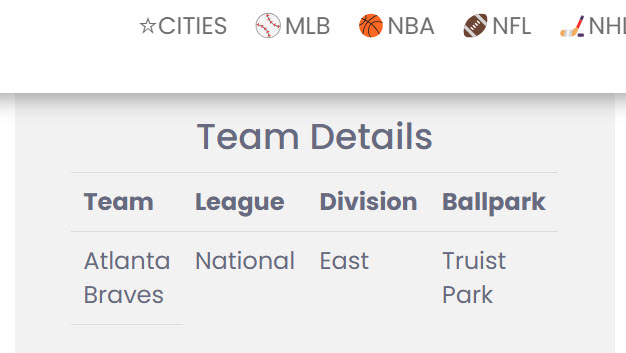 ☆CITIES ⚾MLB 🏀NBA 🏈NFL 🏒NHL
Team Details
Team League Division Ballpark
Atlanta National East Truist
Braves Park